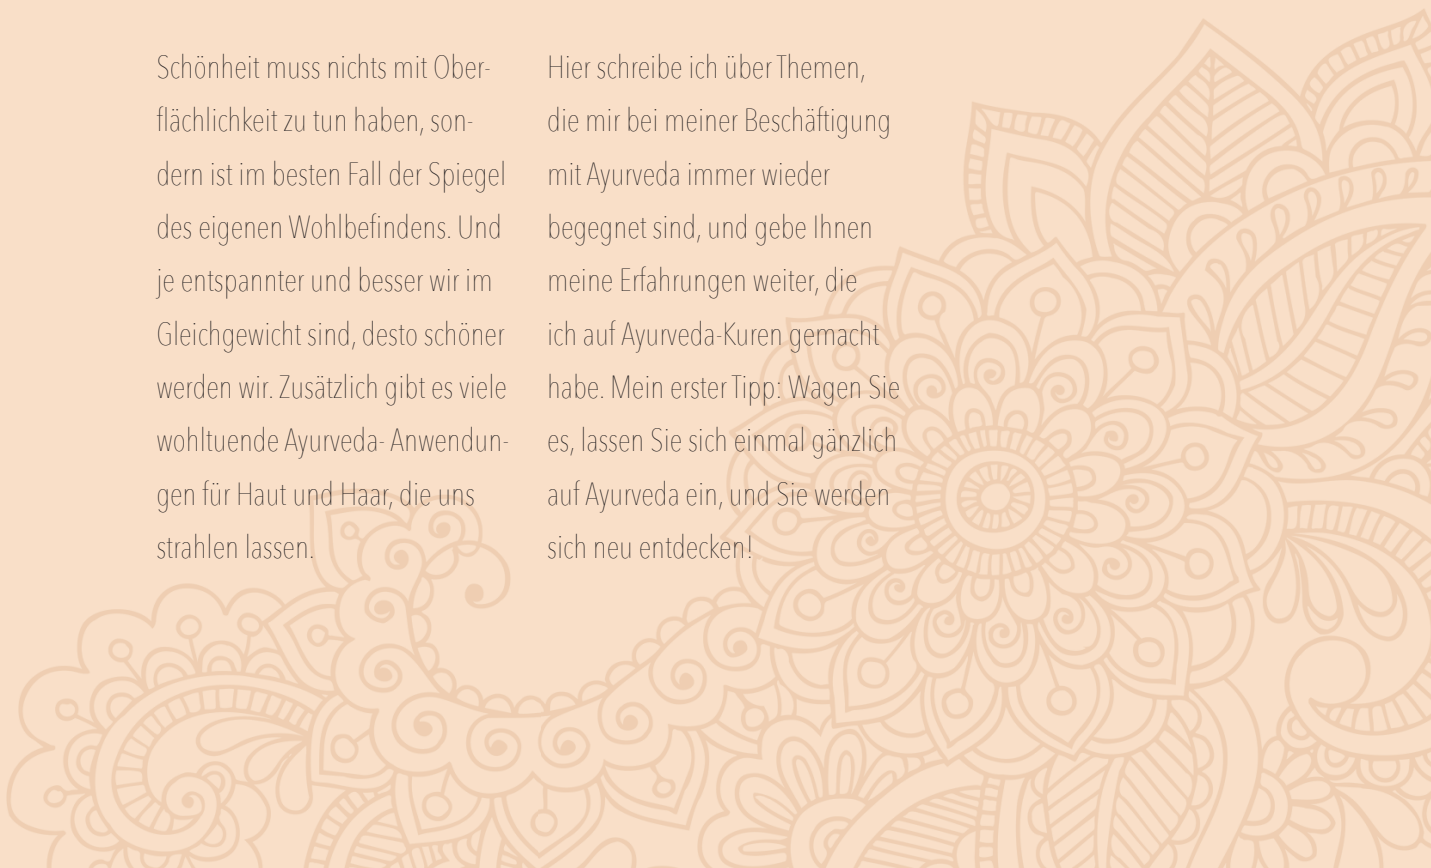 Schönheit muss nichts mit Ober-
flächlichkeit zu tun haben, son-
dern ist im besten Fall der Spiegel
des eigenen Wohlbefindens. Und
je entspannter und besser wir im
Gleichgewicht sind, desto schöner
werden wir. Zusätzlich gibt es viele
wohltuende Ayurveda- Anwendun-
gen für Haut und Haar, die uns
strahlen lassen.
Hier schreibe ich über Themen,
die mir bei meiner Beschäftigung
mit Ayurveda immer wieder
begegnet sind, und gebe Ihnen
meine Erfahrungen weiter, die
ich auf Ayurveda-Kuren gemacht
habe. Mein erster Tipp: Wagen Sie
es, lassen Sie sich einmal gänzlich
auf Ayurveda ein, und Sie werden
sich neu entdecken!